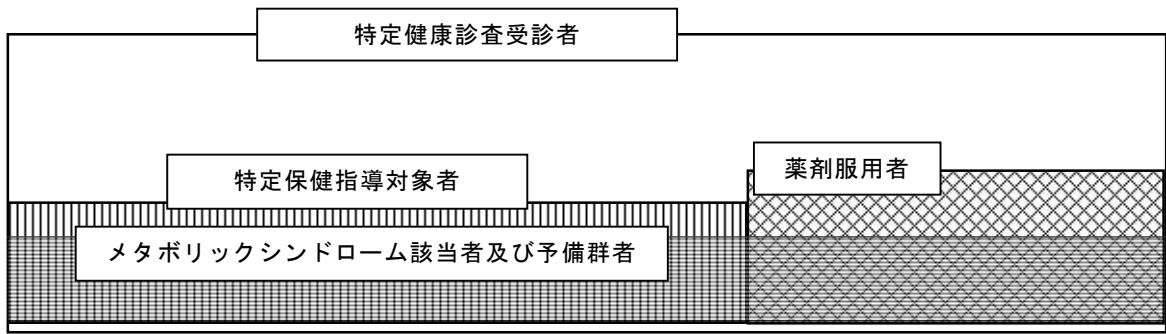 特定健康診査受診者
薬剤服用者
特定保健指導対象者
メタボリックシンドローム該当者及び予備群者